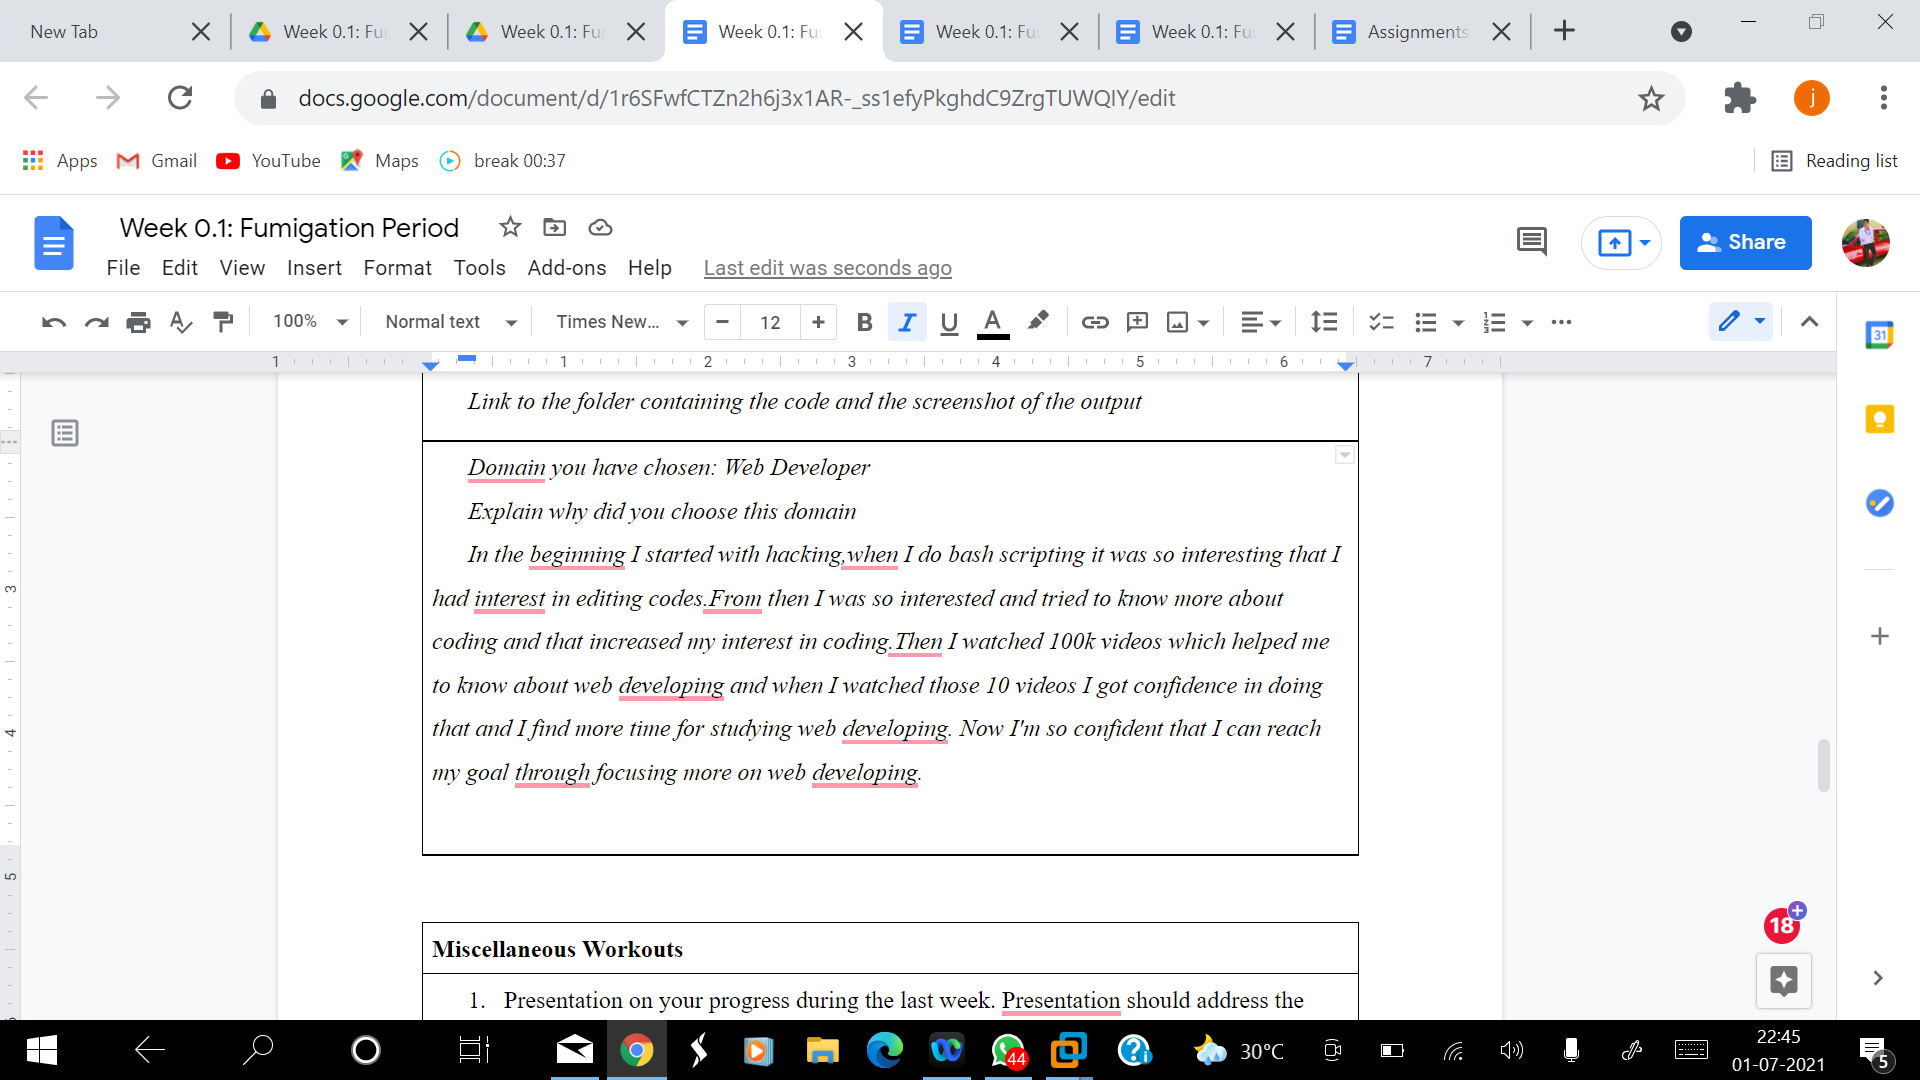 New Tab
Week 0.1: Fu
Week 0.1: Fu
Week 0.1: Fu
Week 0.1: Fu
Week 0.1: Fu
Assignments
docs.google.com/document/d/1r6SFwfCTZn2h6j3x1AR-_ss1efyPkghdC9ZrgTUWQIY/edit
j
Apps
Gmail
YouTube
Maps
break 00:37
Reading list
Week 0.1: Fumigation Period
File Edit View Insert Format Tools Add-ons Help Last edit was seconds ago
Share
100% Normal text Times New... 12 B I U A
31
1 1 2 3 4 5 6 7
Link to the folder containing the code and the screenshot of the output
Domain you have chosen: Web Developer
Explain why did you choose this domain
In the beginning I started with hacking,when I do bash scripting it was so interesting that I
had interest in editing codes.From then I was so interested and tried to know more about
coding and that increased my interest in coding.Then I watched 100k videos which helped me
to know about web developing and when I watched those 10 videos I got confidence in doing
that and I find more time for studying web developing. Now I'm so confident that I can reach
my goal through focusing more on web developing.
3
4
5
18
Miscellaneous Workouts
1. Presentation on your progress during the last week. Presentation should address the
44
30°C
22:45
01-07-2021
5